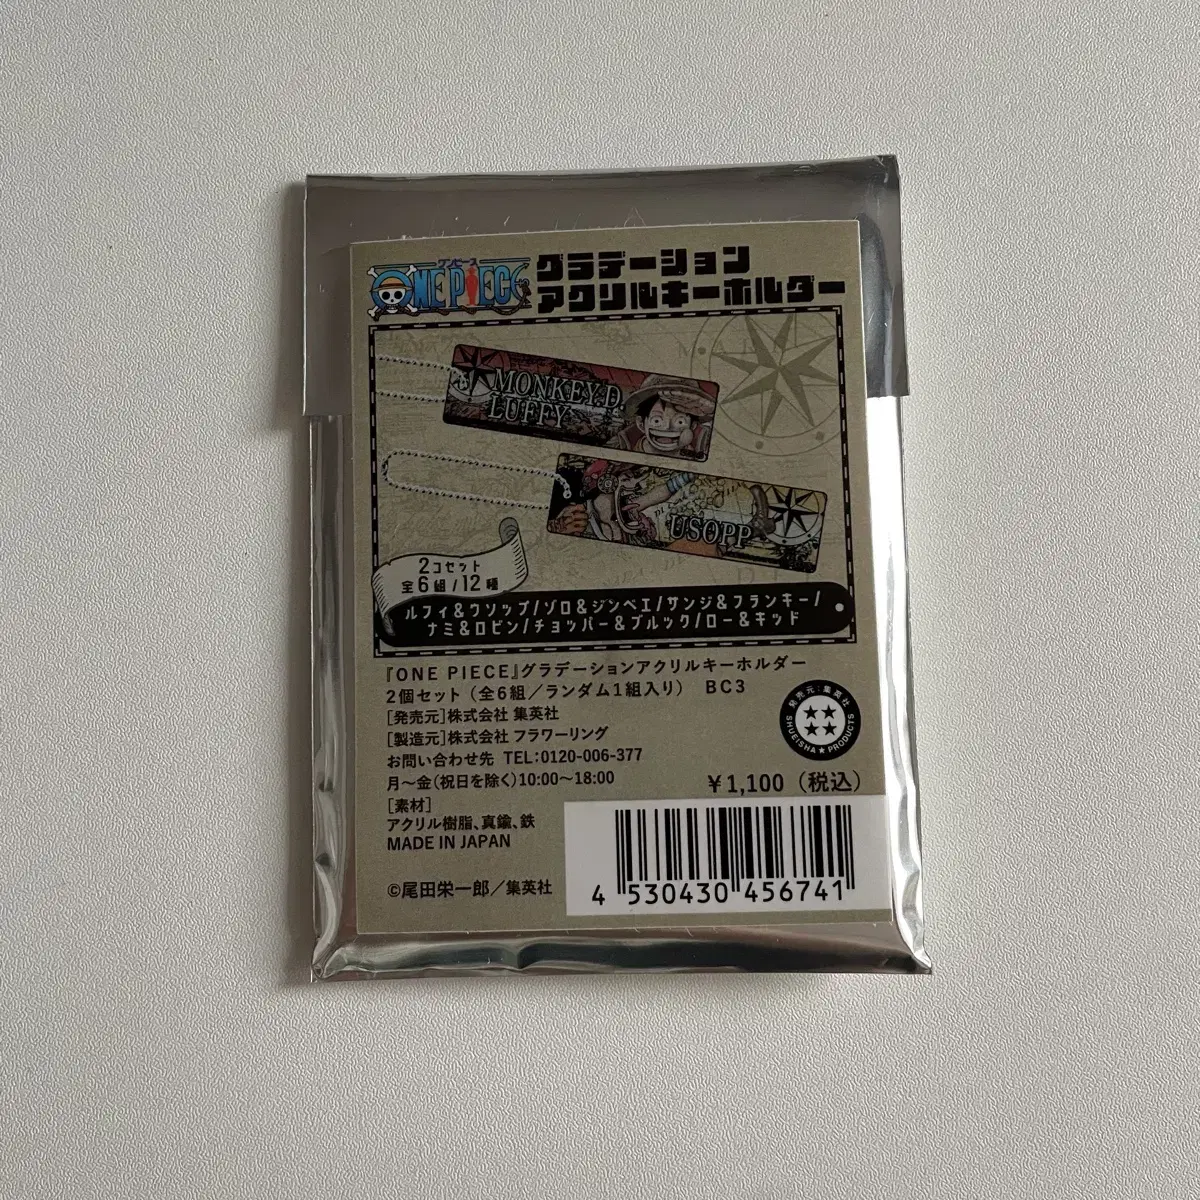 ワンピース
ONE PIECE
グラデーション
アクリルキーホルダー
MONKEY.D.
LUFFY
USOPP
2コセット
全6組/12種
ルフィ&ウソップ/ゾロ&ジンベエ/サンジ&フランキー/
ナミ&ロビン/チョッパー&ブルック/ロー&キッド
『ONE PIECE』グラデーションアクリルキーホルダー
2個セット（全6組／ランダム1組入り） BC3
[発売元]株式会社 集英社
[製造元]株式会社 フラワーリング
お問い合わせ先 TEL:0120-006-377
月〜金(祝日を除く)10:00〜18:00
発売元:集英社
SHUEISHA★PRODUCTS
￥1,100（税込）
[素材]
アクリル樹脂、真鍮、鉄
MADE IN JAPAN
©尾田栄一郎／集英社
4 530430 456741